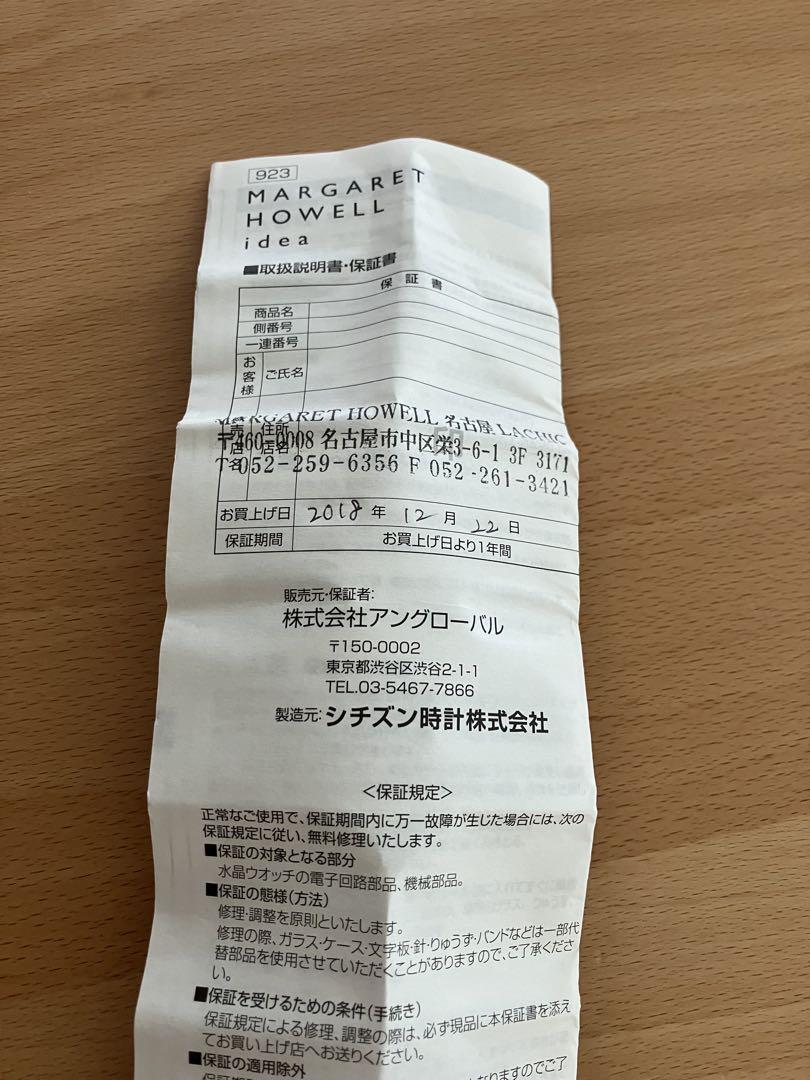 923
MARGARET
HOWELL
idea
■取扱説明書・保証書
保証書
商品名
側番号
一連番号
お客様
ご氏名
MARGARET HOWELL 名古屋 LACHIC
〒460-0008 名古屋市中区栄3-6-1 3F 3171
T 052-259-6356 F 052-261-3421
お買上げ日 2018 年 12 月 22 日
保証期間 お買上げ日より1年間
販売元・保証者:
株式会社アングローバル
〒150-0002
東京都渋谷区渋谷2-1-1
TEL.03-5467-7866
製造元:シチズン時計株式会社
<保証規定>
正常なご使用で、保証期間内に万一故障が生じた場合には、次の
保証規定に従い、無料修理いたします。
■保証の対象となる部分
水晶ウオッチの電子回路部品、機械部品。
■保証の態様(方法)
修理・調整を原則といたします。
修理の際、ガラス・ケース・文字板・針・りゅうず・バンドなどは一部代
替部品を使用させていただくことがありますので、ご了承くださ
い。
■保証を受けるための条件(手続き)
保証規定による修理、調整の際は、必ず現品に本保証書を添え
てお買い上げ店へお送りください。
■保証の適用除外